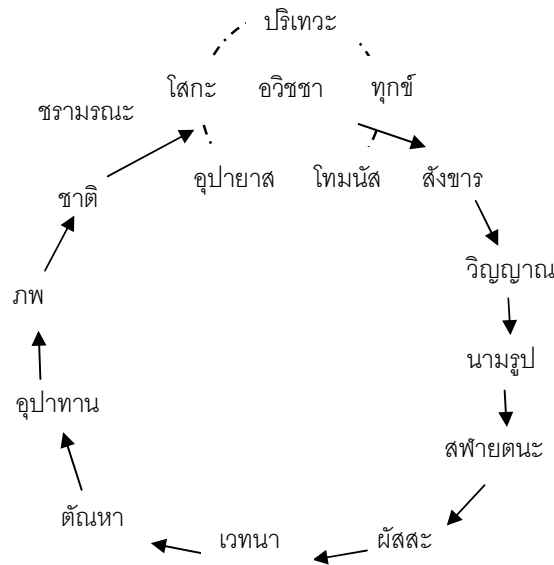 ปริเทวะ
โสกะ อวิชชา ทุกข์
ชรามรณะ
อุปายาส โทมนัส สังขาร
ชาติ
วิญญาณ
ภพ
นามรูป
อุปาทาน
สฬายตนะ
ตัณหา
เวทนา ผัสสะ